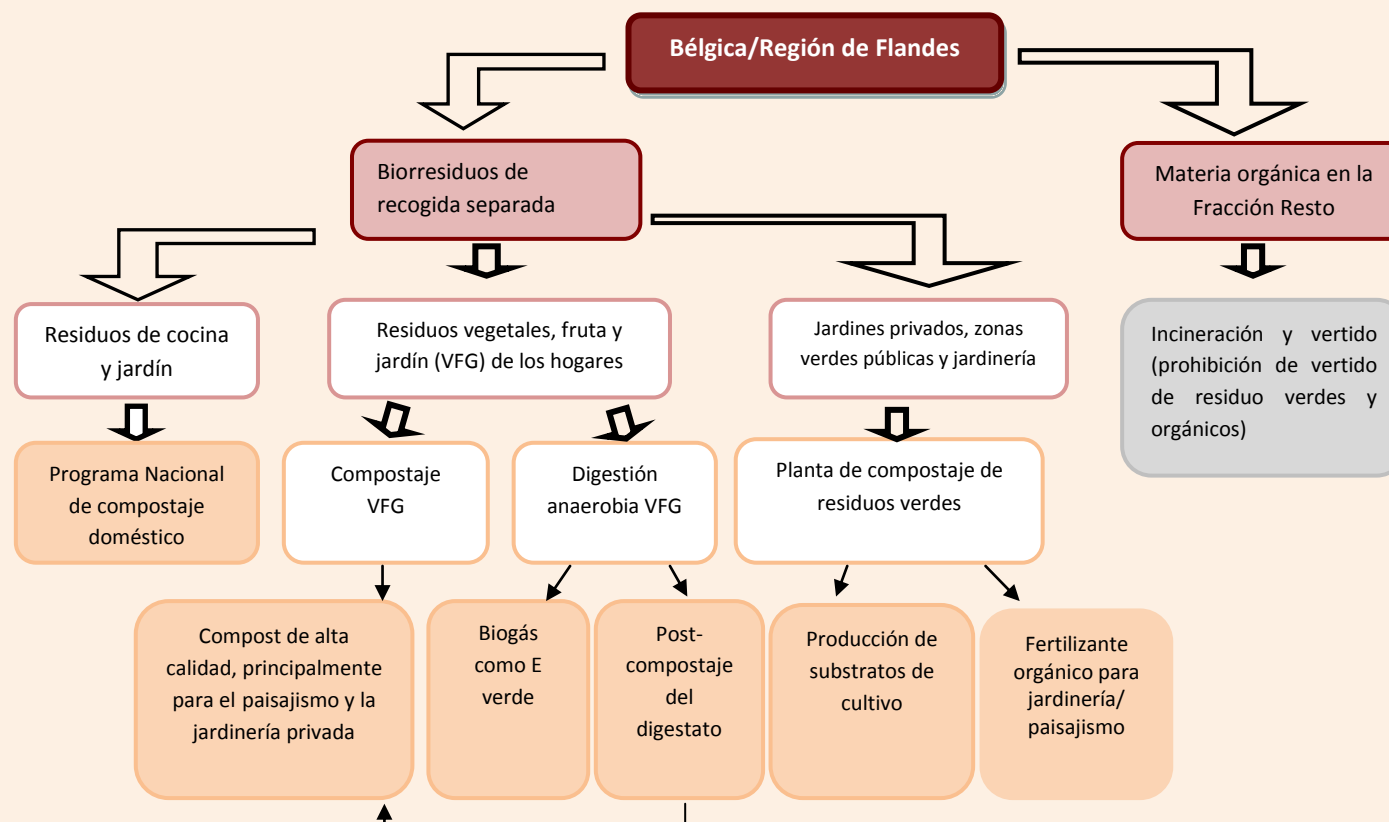 Bélgica/Región de Flandes
Biorresiduos de
recogida separada
Materia orgánica en la
Fracción Resto
Residuos de cocina
y jardín
Residuos vegetales, fruta y
jardín (VFG) de los hogares
Jardines privados, zonas
verdes públicas y jardinería
Incineración y vertido
(prohibición de vertido
de residuo verdes y
orgánicos)
Programa Nacional
de compostaje
doméstico
Compostaje
VFG
Digestión
anaerobia VFG
Planta de compostaje de
residuos verdes
Compost de alta
calidad, principalmente
para el paisajismo y la
jardinería privada
Biogás
como E
verde
Post-
compostaje
del
digestato
Producción de
substratos de
cultivo
Fertilizante
orgánico para
jardinería/
paisajismo